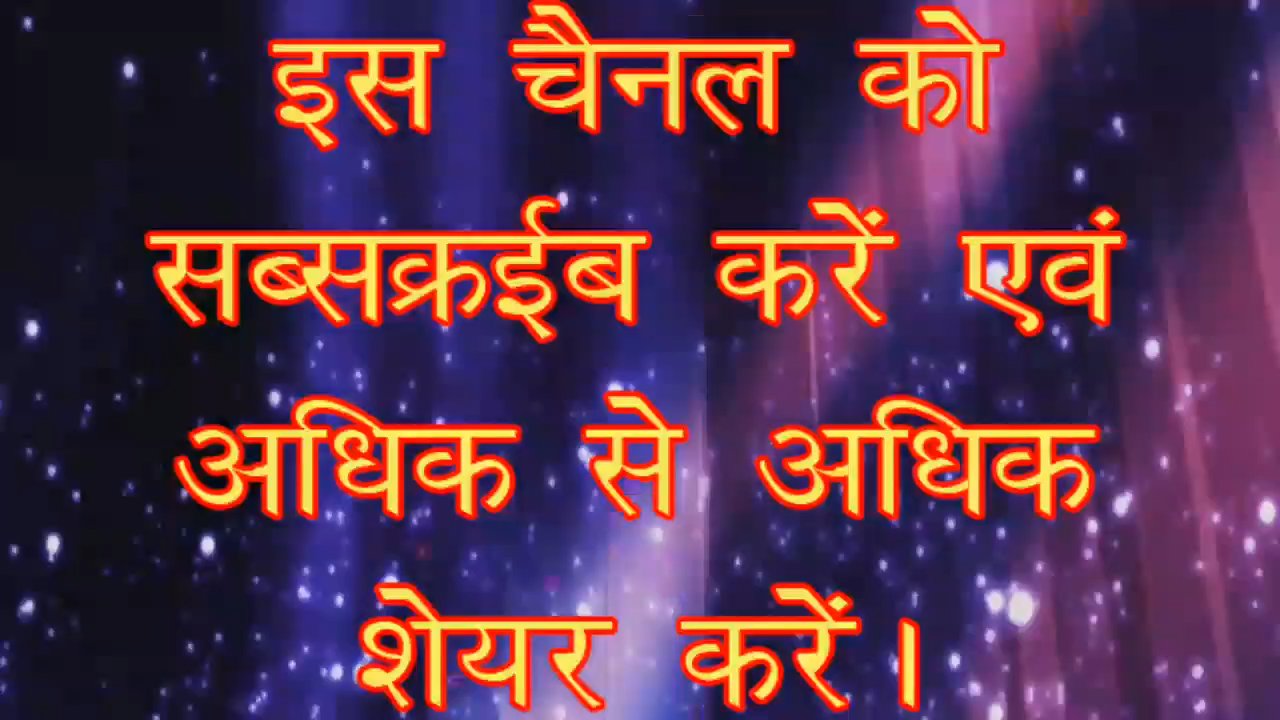 इस चैनल को
सब्सक्रईब करें एवं
अधिक से अधिक
शेयर करें।